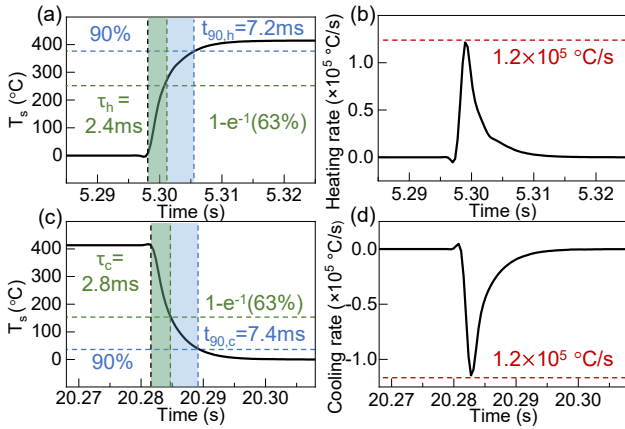 (a)
90%
t90,h=7.2ms
τh =
2.4ms
1-e-1(63%)
400
300
200
100
0
Ts (°C)
5.29
5.30
5.31
5.32
Time (s)
(b)
1.2×10⁵ °C/s
1.0
0.5
0.0
Heating rate (×10⁵ °C/s)
5.29
5.30
5.31
5.32
Time (s)
(c)
τc=
2.8ms
1-e-1(63%)
t90,c=7.4ms
90%
400
300
200
100
0
Ts (°C)
20.27
20.28
20.29
20.30
Time (s)
(d)
1.2×10⁵ °C/s
0.0
-0.5
-1.0
Cooling rate (×10⁵ °C/s)
20.27
20.28
20.29
20.30
Time (s)